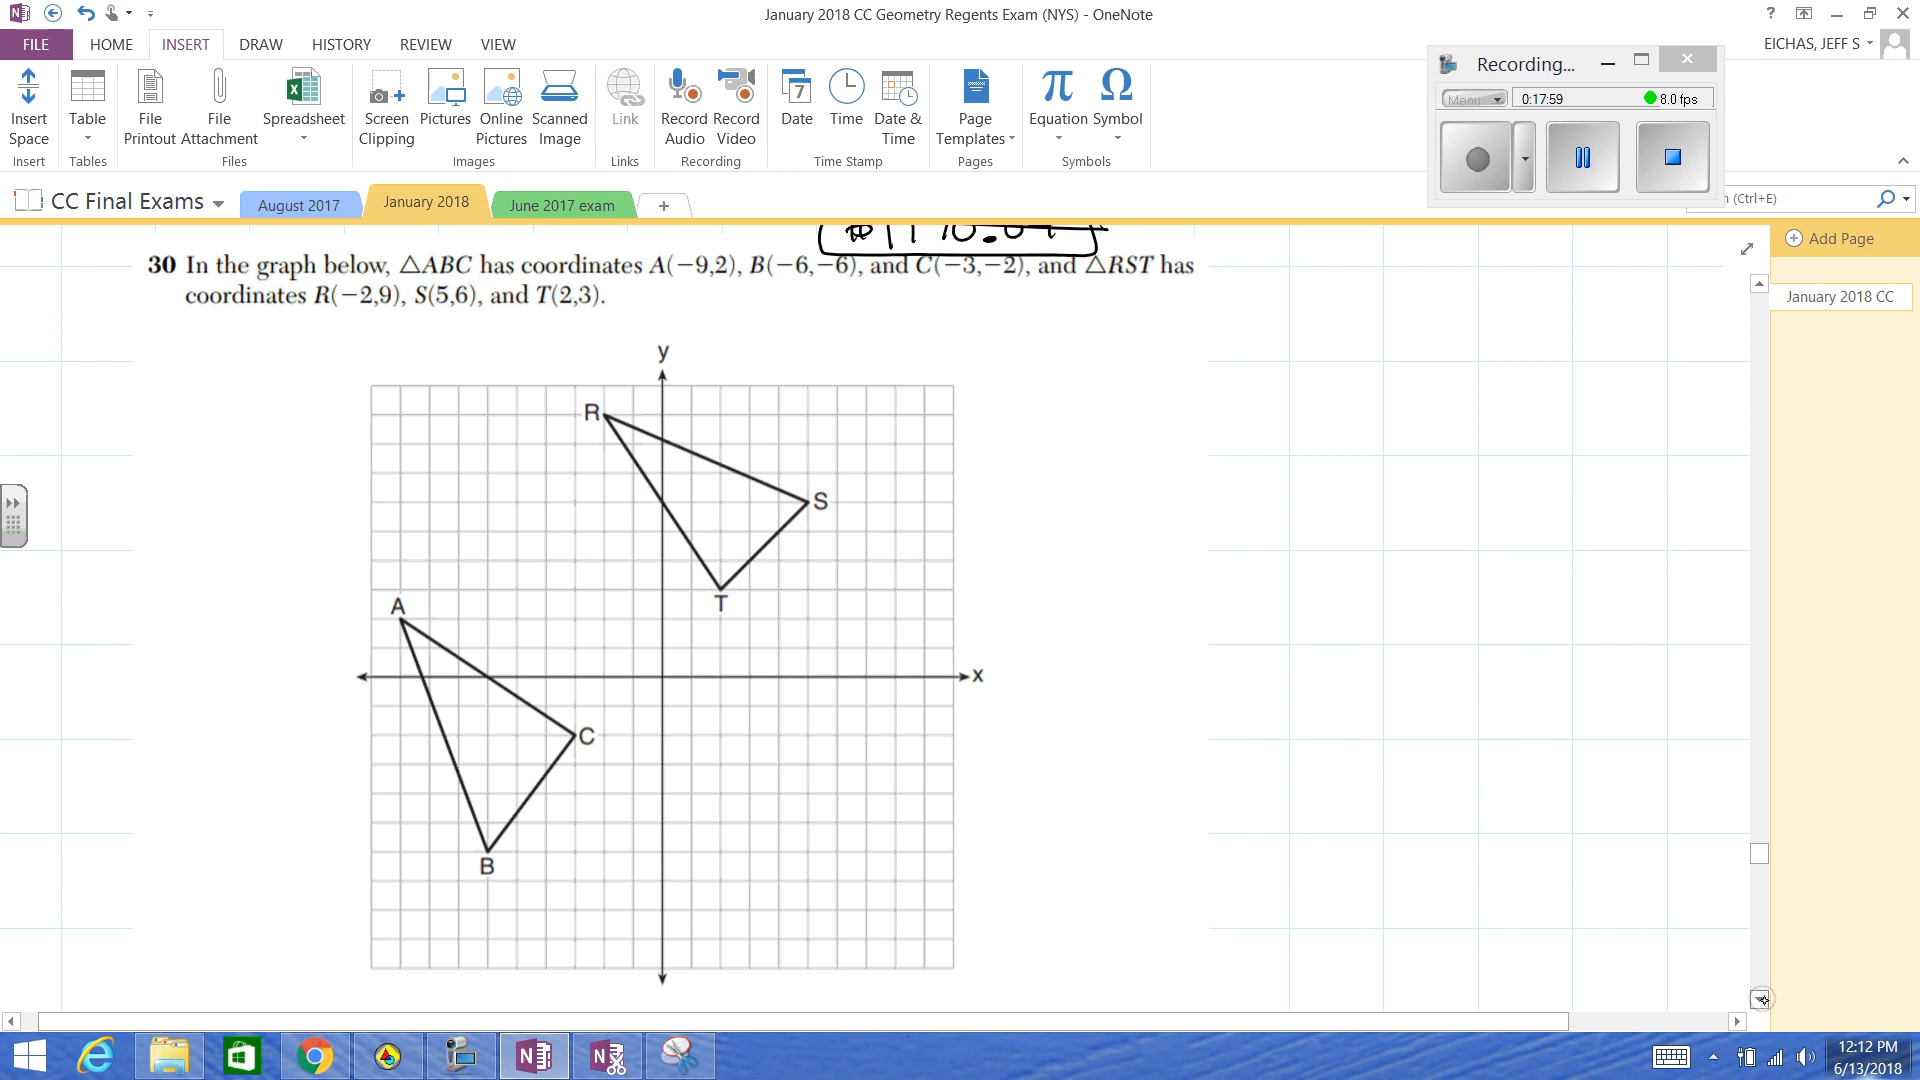 January 2018 CC Geometry Regents Exam (NYS) - OneNote
?
FILE HOME INSERT DRAW HISTORY REVIEW VIEW
EICHAS, JEFF S
Recording...
Menu 0:17:59 8.0 fps
Insert Space
Table
File Printout
File Attachment
Spreadsheet
Screen Clipping
Pictures
Online Pictures
Scanned Image
Link
Record Audio
Record Video
Date
Time
Date & Time
Page Templates
Equation
Symbol
Insert Tables Files Images Links Recording Time Stamp Pages Symbols
CC Final Exams August 2017 January 2018 June 2017 exam +
(Ctrl+E)
Add Page
January 2018 CC
30 In the graph below, △ABC has coordinates A(−9,2), B(−6,−6), and C(−3,−2), and △RST has
coordinates R(−2,9), S(5,6), and T(2,3).
y
R
S
T
A
x
C
B
12:12 PM
6/13/2018